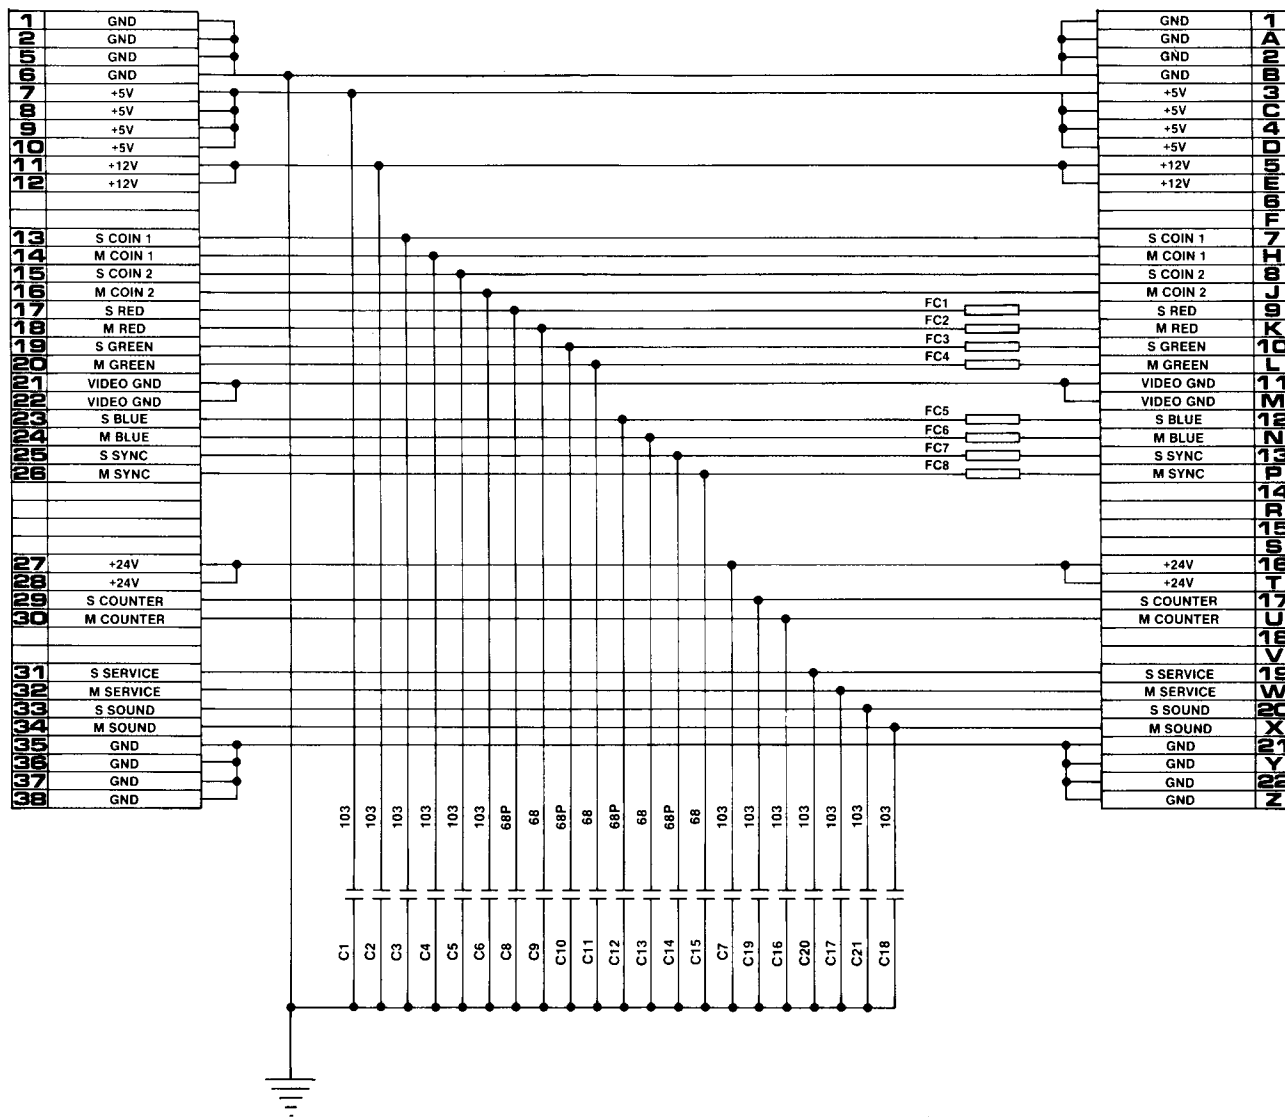 1 GND
2 GND
5 GND
6 GND
7 +5V
8 +5V
9 +5V
10 +5V
11 +12V
12 +12V
13 S COIN 1
14 M COIN 1
15 S COIN 2
16 M COIN 2
17 S RED
18 M RED
19 S GREEN
20 M GREEN
21 VIDEO GND
22 VIDEO GND
23 S BLUE
24 M BLUE
25 S SYNC
26 M SYNC
27 +24V
28 +24V
29 S COUNTER
30 M COUNTER
31 S SERVICE
32 M SERVICE
33 S SOUND
34 M SOUND
35 GND
36 GND
37 GND
38 GND
FC1
FC2
FC3
FC4
FC5
FC6
FC7
FC8
GND 1
GND A
GND 2
GND B
+5V 3
+5V C
+5V 4
+5V D
+12V 5
+12V E
6
F
S COIN 1 7
M COIN 1 H
S COIN 2 8
M COIN 2 J
S RED 9
M RED K
S GREEN 10
M GREEN L
VIDEO GND 11
VIDEO GND M
S BLUE 12
M BLUE N
S SYNC 13
M SYNC P
14
R
15
S
+24V 16
+24V T
S COUNTER 17
M COUNTER U
18
V
S SERVICE 19
M SERVICE W
S SOUND 20
M SOUND X
GND 21
GND Y
GND 22
GND Z
103 103 103 103 103 103 68P 68 68P 68 68P 68 68P 68 103 103 103 103 103 103 103
C1 C2 C3 C4 C5 C6 C8 C9 C10 C11 C12 C13 C14 C15 C7 C19 C16 C20 C17 C21 C18